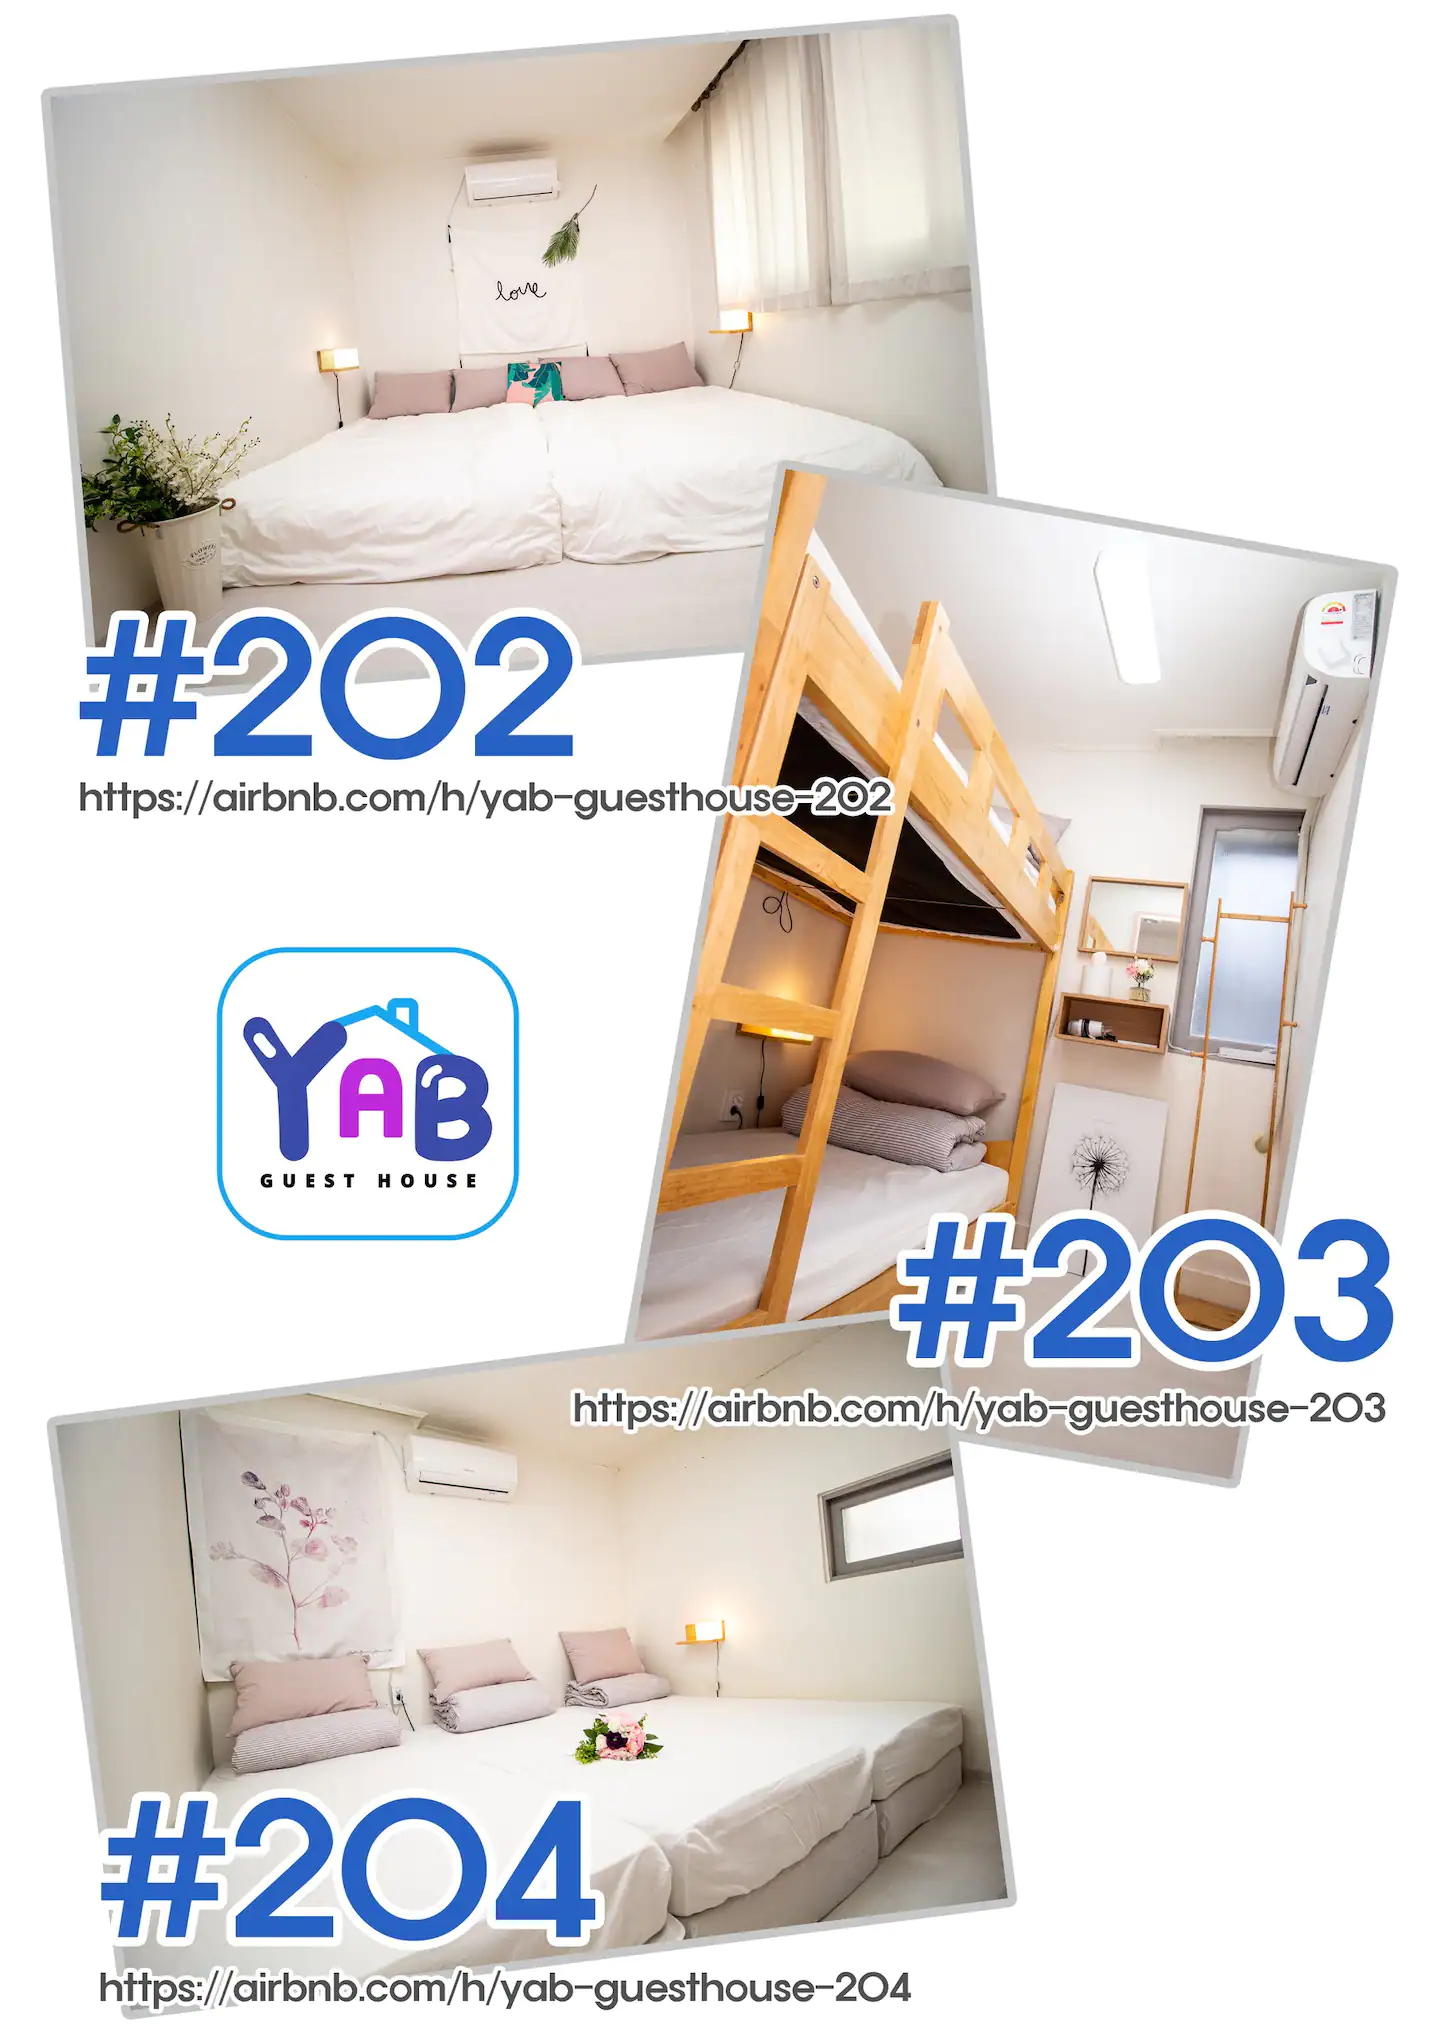 love
#202
https://airbnb.com/h/yab-guesthouse-202
YAB
GUEST HOUSE
#203
https://airbnb.com/h/yab-guesthouse-203
#204
https://airbnb.com/h/yab-guesthouse-204